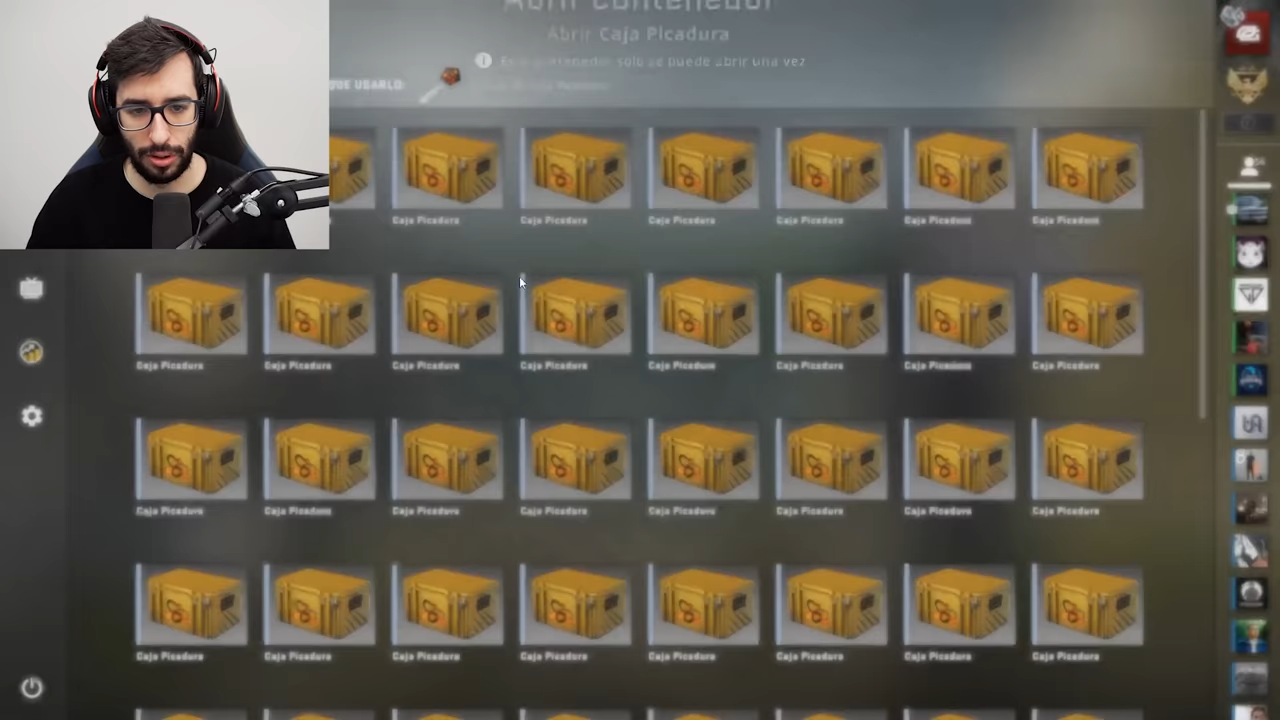 Abrir contenedor
Abrir Caja Picadura
Este contenedor solo se puede abrir una vez
QUE USARLO:
Caja Picadura Caja Picadura Caja Picadura Caja Picadura Caja Picadura Caja Picadura
Caja Picadura Caja Picadura Caja Picadura Caja Picadura Caja Picadura Caja Picadura Caja Picadura Caja Picadura
Caja Picadura Caja Picadura Caja Picadura Caja Picadura Caja Picadura Caja Picadura Caja Picadura Caja Picadura
Caja Picadura Caja Picadura Caja Picadura Caja Picadura Caja Picadura Caja Picadura Caja Picadura Caja Picadura